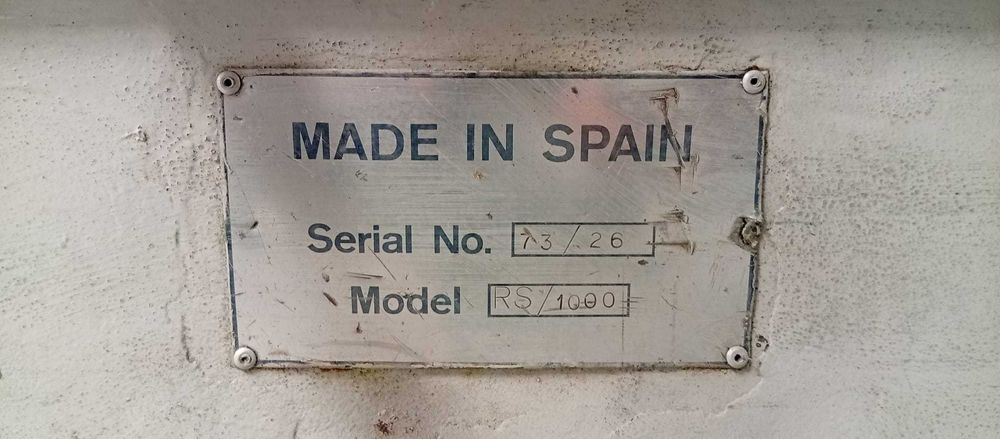 MADE IN SPAIN
Serial No. 73/26
Model RS/1000